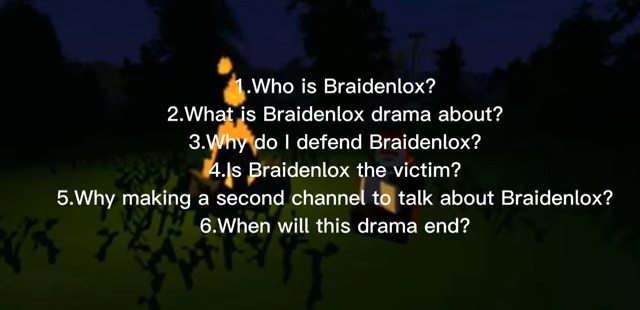 1.Who is Braidenlox?
2.What is Braidenlox drama about?
3.Why do I defend Braidenlox?
4.Is Braidenlox the victim?
5.Why making a second channel to talk about Braidenlox?
6.When will this drama end?